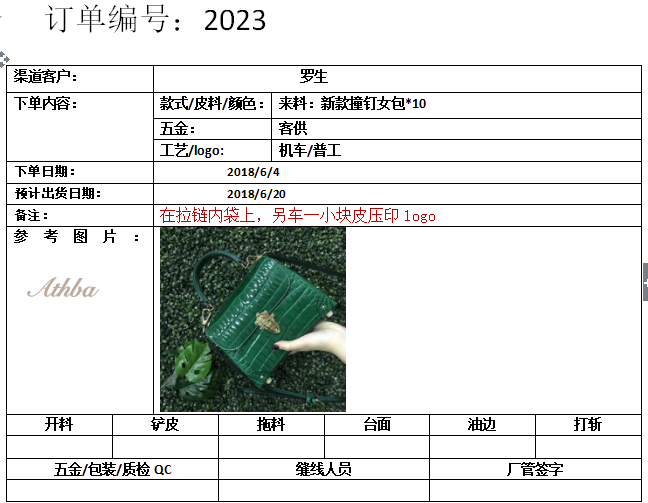 订单编号：2023
渠道客户： 罗生
下单内容： 款式/皮料/颜色： 来料：新款撞钉女包*10
五金： 客供
工艺/logo: 机车/普工
下单日期： 2018/6/4
预计出货日期： 2018/6/20
备注： 在拉链内袋上，另车一小块皮压印 logo
参考图片：
Athba
开料 铲皮 拖料 台面 油边 打斩
五金/包装/质检 QC 缝线人员 厂管签字